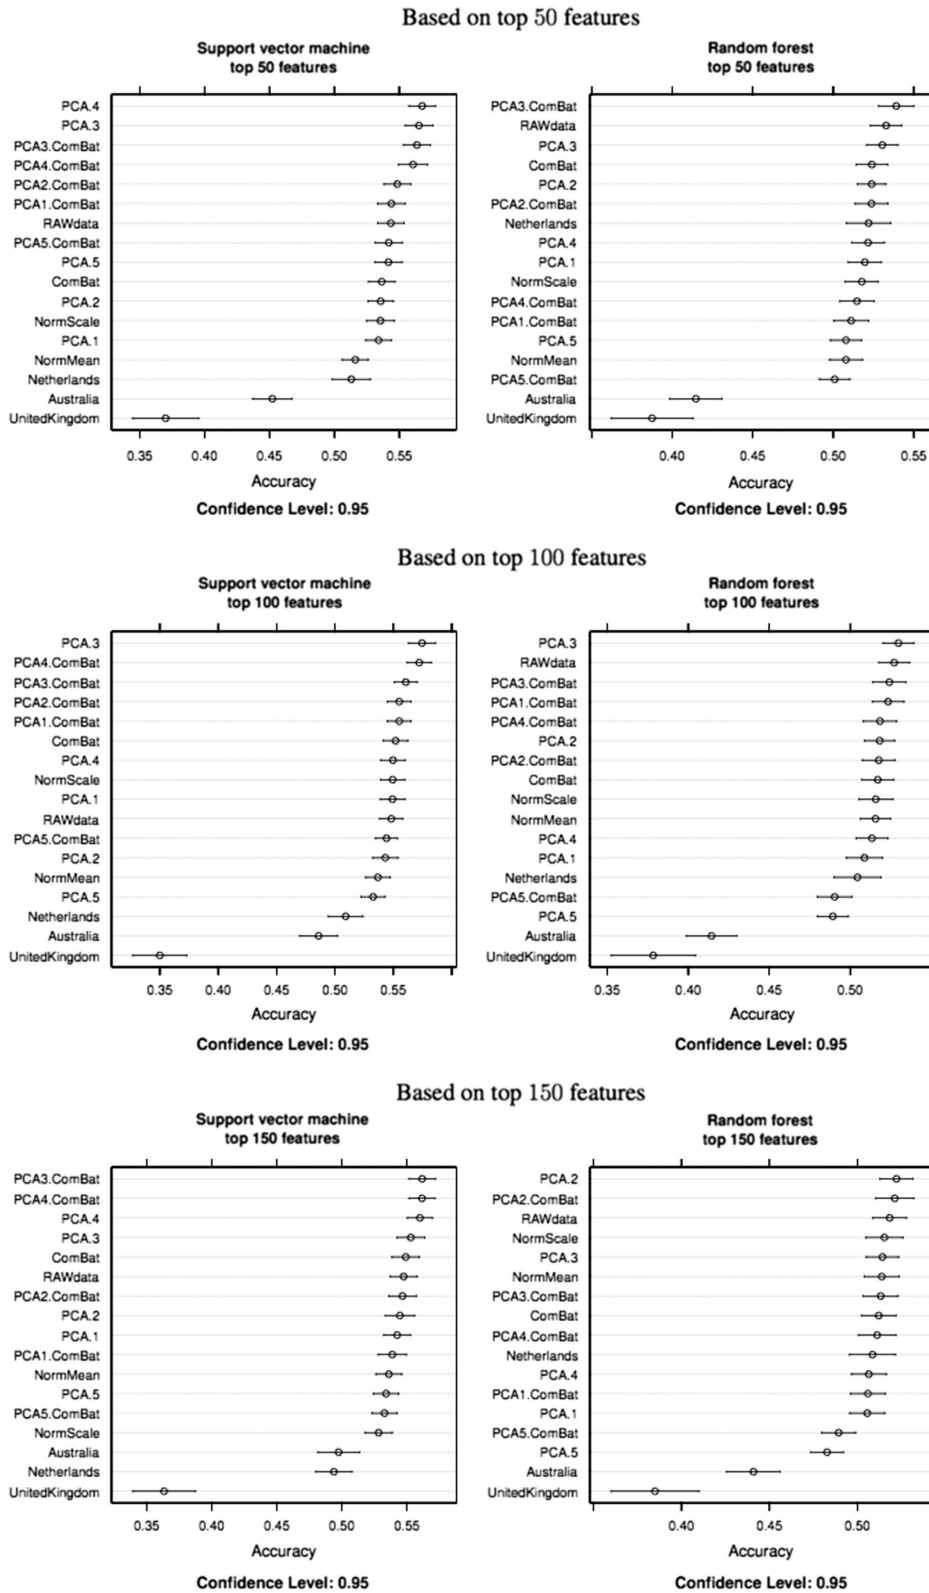 Based on top 50 features
Support vector machine
top 50 features
PCA.4
PCA.3
PCA3.ComBat
PCA4.ComBat
PCA2.ComBat
PCA1.ComBat
RAWdata
PCA5.ComBat
PCA.5
ComBat
PCA.2
NormScale
PCA.1
NormMean
Netherlands
Australia
UnitedKingdom
0.35 0.40 0.45 0.50 0.55
Accuracy
Confidence Level: 0.95
Random forest
top 50 features
PCA3.ComBat
RAWdata
PCA.3
ComBat
PCA.2
PCA2.ComBat
Netherlands
PCA.4
PCA.1
NormScale
PCA4.ComBat
PCA1.ComBat
PCA.5
NormMean
PCA5.ComBat
Australia
UnitedKingdom
0.40 0.45 0.50 0.55
Accuracy
Confidence Level: 0.95
Based on top 100 features
Support vector machine
top 100 features
PCA.3
PCA4.ComBat
PCA3.ComBat
PCA2.ComBat
PCA1.ComBat
ComBat
PCA.4
NormScale
PCA.1
RAWdata
PCA5.ComBat
PCA.2
NormMean
PCA.5
Netherlands
Australia
UnitedKingdom
0.35 0.40 0.45 0.50 0.55
Accuracy
Confidence Level: 0.95
Random forest
top 100 features
PCA.3
RAWdata
PCA3.ComBat
PCA1.ComBat
PCA4.ComBat
PCA.2
PCA2.ComBat
ComBat
NormScale
NormMean
PCA.4
PCA.1
Netherlands
PCA5.ComBat
PCA.5
Australia
UnitedKingdom
0.35 0.40 0.45 0.50
Accuracy
Confidence Level: 0.95
Based on top 150 features
Support vector machine
top 150 features
PCA3.ComBat
PCA4.ComBat
PCA.4
PCA.3
ComBat
RAWdata
PCA2.ComBat
PCA.2
PCA.1
PCA1.ComBat
NormMean
PCA.5
PCA5.ComBat
NormScale
Australia
Netherlands
UnitedKingdom
0.35 0.40 0.45 0.50 0.55
Accuracy
Confidence Level: 0.95
Random forest
top 150 features
PCA.2
PCA2.ComBat
RAWdata
NormScale
PCA.3
NormMean
PCA3.ComBat
ComBat
PCA4.ComBat
Netherlands
PCA.4
PCA1.ComBat
PCA.1
PCA5.ComBat
PCA.5
Australia
UnitedKingdom
0.40 0.45 0.50
Accuracy
Confidence Level: 0.95